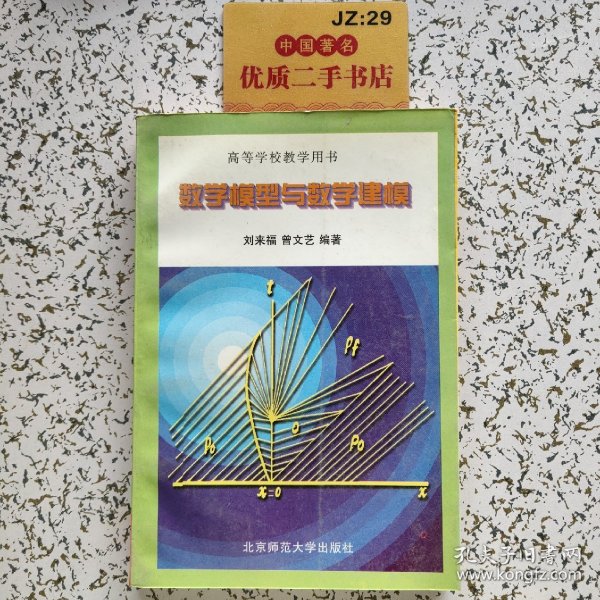 JZ:29
中国著名
优质二手书店
高等学校教学用书
数学模型与数学建模
刘来福 曾文艺 编著
t
ρf
0
ρ0
ρ0
x=0
x
北京师范大学出版社
孔夫子旧书网
www.kongfz.com